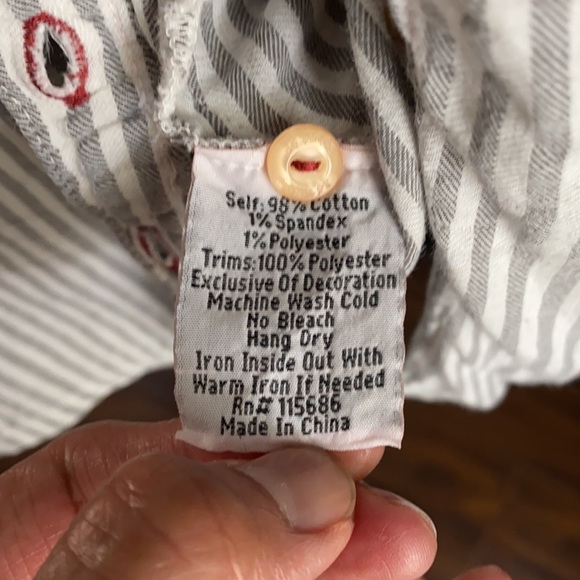 Self: 98% Cotton
1% Spandex
1% Polyester
Trims:100% Polyester
Exclusive Of Decoration
Machine Wash Cold
No Bleach
Hang Dry
Iron Inside Out With
Warm Iron If Needed
Rn# 115686
Made In China